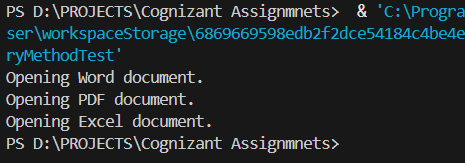 PS D:\PROJECTS\Cognizant Assignmnets>  & 'C:\Progra
ser\workspaceStorage\6869669598edb2f2dce54184c4be4e
ryMethodTest'
Opening Word document.
Opening PDF document.
Opening Excel document.
PS D:\PROJECTS\Cognizant Assignmnets>